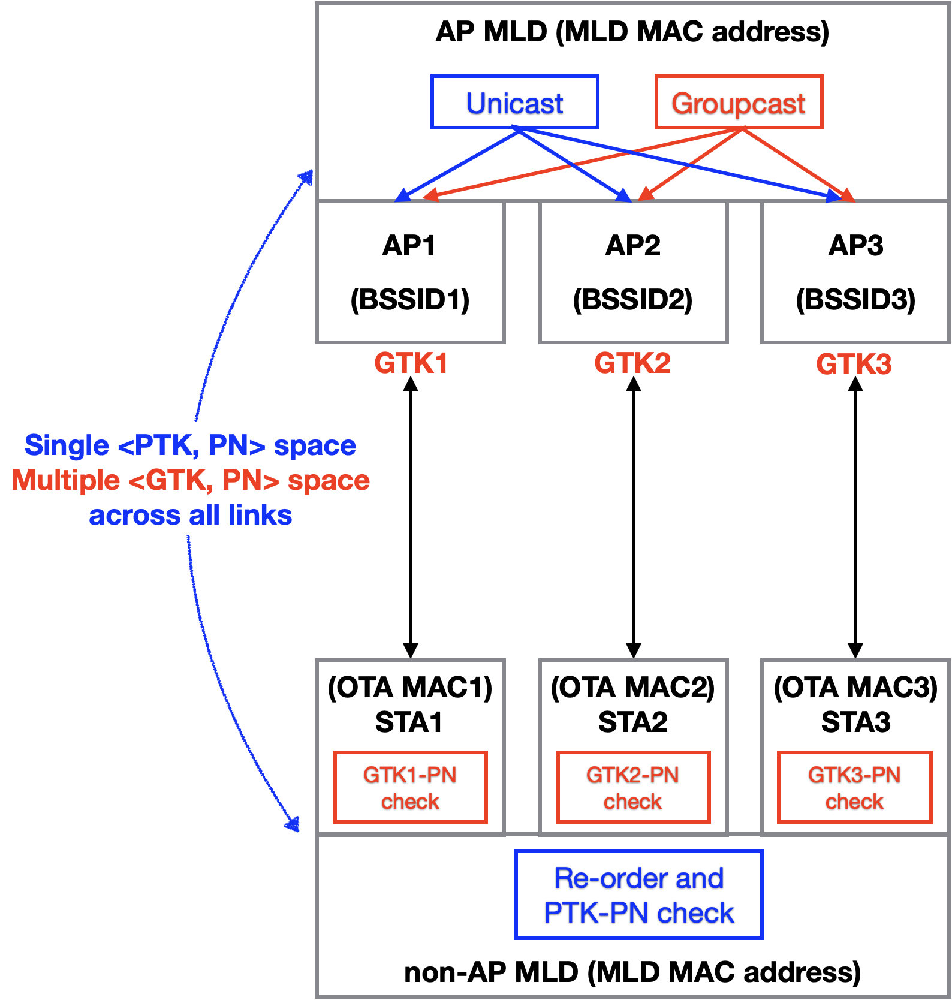 AP MLD (MLD MAC address)
Unicast
Groupcast
AP1
(BSSID1)
AP2
(BSSID2)
AP3
(BSSID3)
GTK1
GTK2
GTK3
Single <PTK, PN> space
Multiple <GTK, PN> space
across all links
(OTA MAC1)
STA1
GTK1-PN
check
(OTA MAC2)
STA2
GTK2-PN
check
(OTA MAC3)
STA3
GTK3-PN
check
Re-order and
PTK-PN check
non-AP MLD (MLD MAC address)